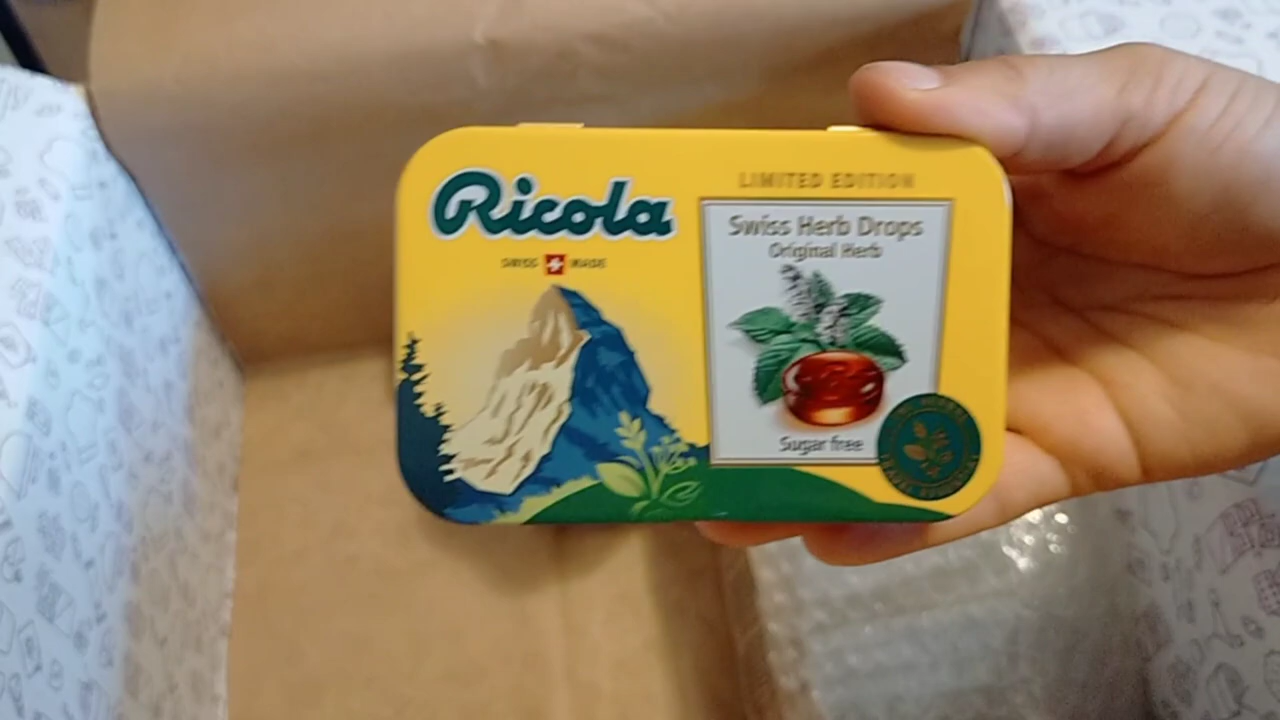 Ricola
SWISS MADE
LIMITED EDITION
Swiss Herb Drops
Original Herb
Sugar free